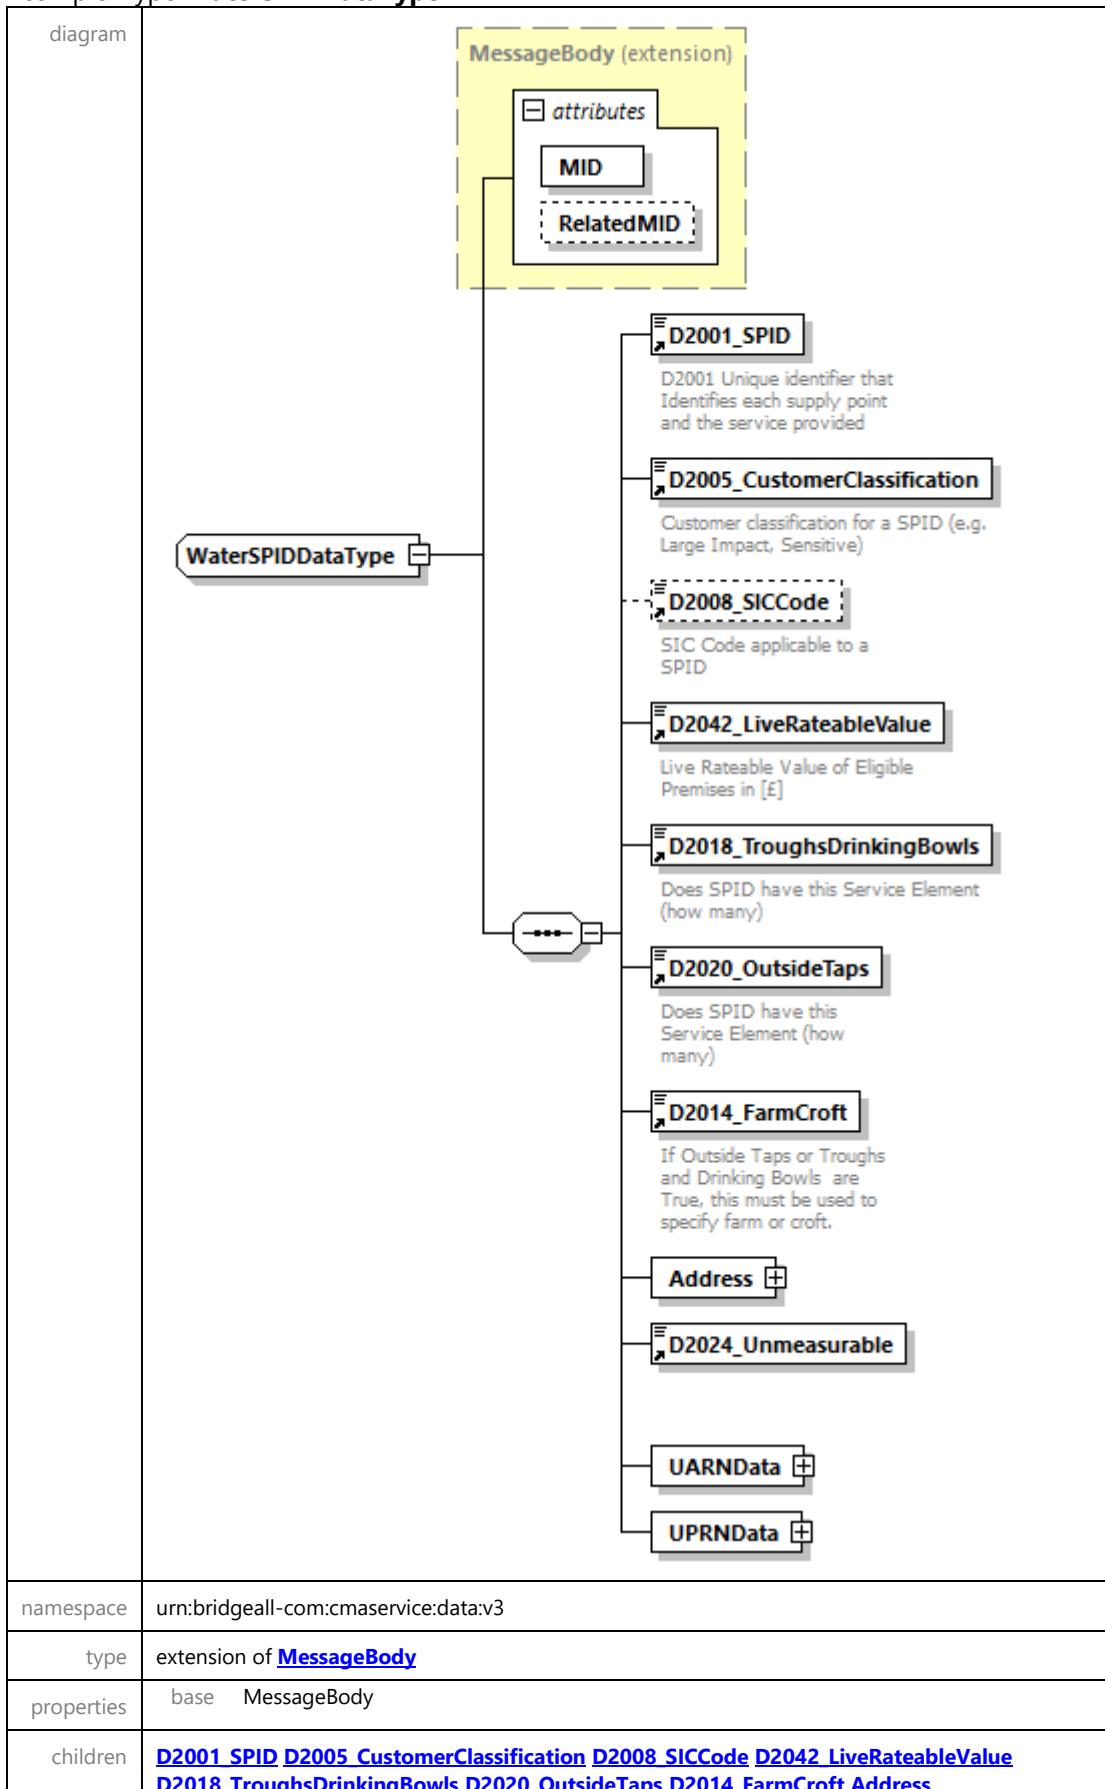 diagram
MessageBody (extension)
attributes
MID
RelatedMID
D2001_SPID
D2001 Unique identifier that
Identifies each supply point
and the service provided
D2005_CustomerClassification
Customer classification for a SPID (e.g.
Large Impact, Sensitive)
WaterSPIDDataType
D2008_SICCode
SIC Code applicable to a
SPID
D2042_LiveRateableValue
Live Rateable Value of Eligible
Premises in [£]
D2018_TroughsDrinkingBowls
Does SPID have this Service Element
(how many)
D2020_OutsideTaps
Does SPID have this
Service Element (how
many)
D2014_FarmCroft
If Outside Taps or Troughs
and Drinking Bowls are
True, this must be used to
specify farm or croft.
Address
D2024_Unmeasurable
UARNData
UPRNData
namespace urn:bridgeall-com:cmaservice:data:v3
type extension of MessageBody
properties base MessageBody
children D2001_SPID D2005_CustomerClassification D2008_SICCode D2042_LiveRateableValue
D2018_TroughsDrinkingBowls D2020_OutsideTaps D2014_FarmCroft Address